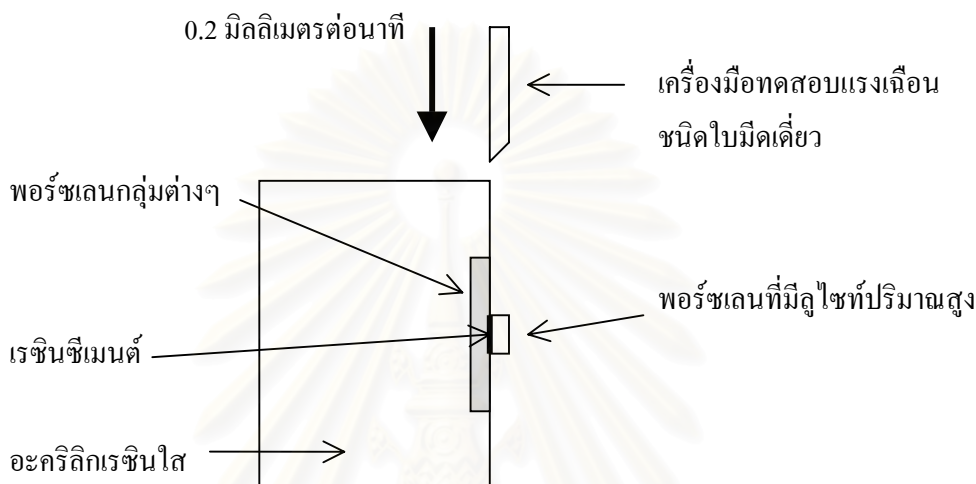 0.2 มิลลิเมตรต่อนาที
เครื่องมือทดสอบแรงเฉือน
ชนิดใบมีดเดี่ยว
พอร์ซเลนกลุ่มต่างๆ
พอร์ซเลนที่มีลูไซท์ปริมาณสูง
เรซินซีเมนต์
อะคริลิกเรซินใส